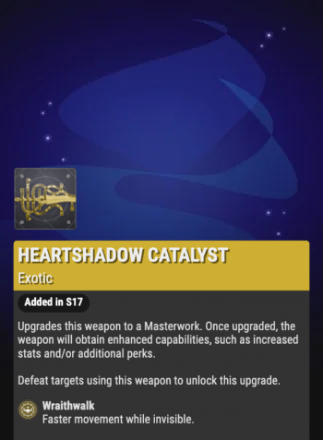 HEARTSHADOW CATALYST
Exotic
Added in S17
Upgrades this weapon to a Masterwork. Once upgraded, the
weapon will obtain enhanced capabilities, such as increased
stats and/or additional perks.
Defeat targets using this weapon to unlock this upgrade.
Wraithwalk
Faster movement while invisible.